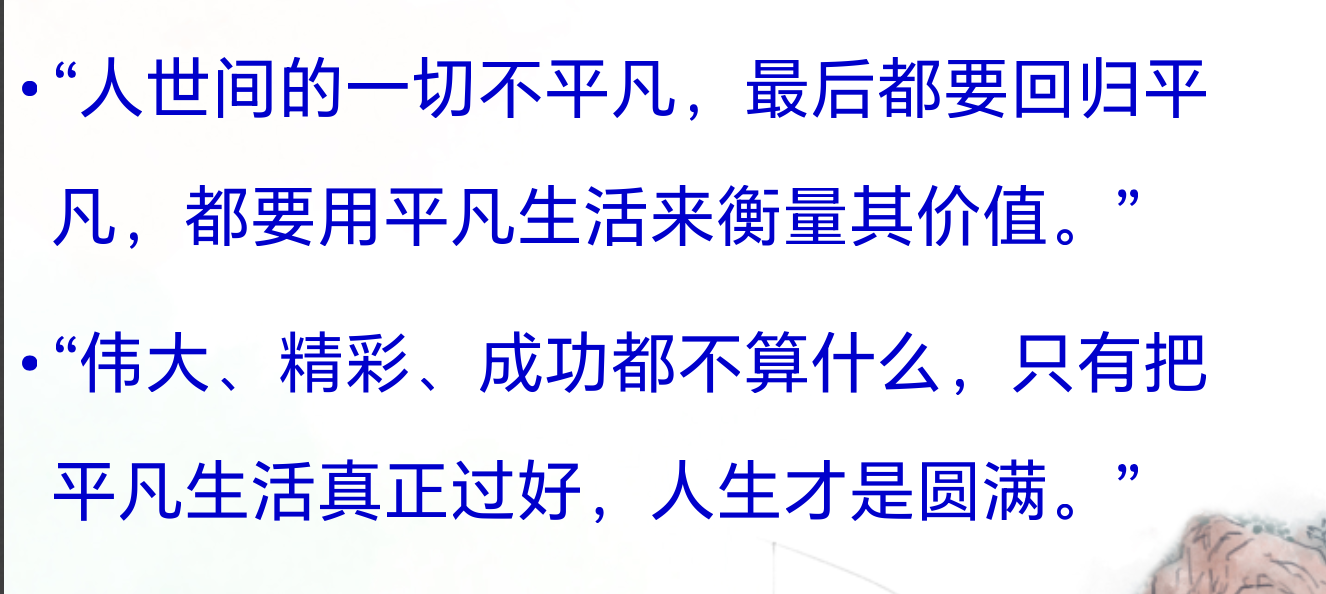 •“人世间的一切不平凡，最后都要回归平
凡，都要用平凡生活来衡量其价值。”
•“伟大、精彩、成功都不算什么，只有把
平凡生活真正过好，人生才是圆满。”